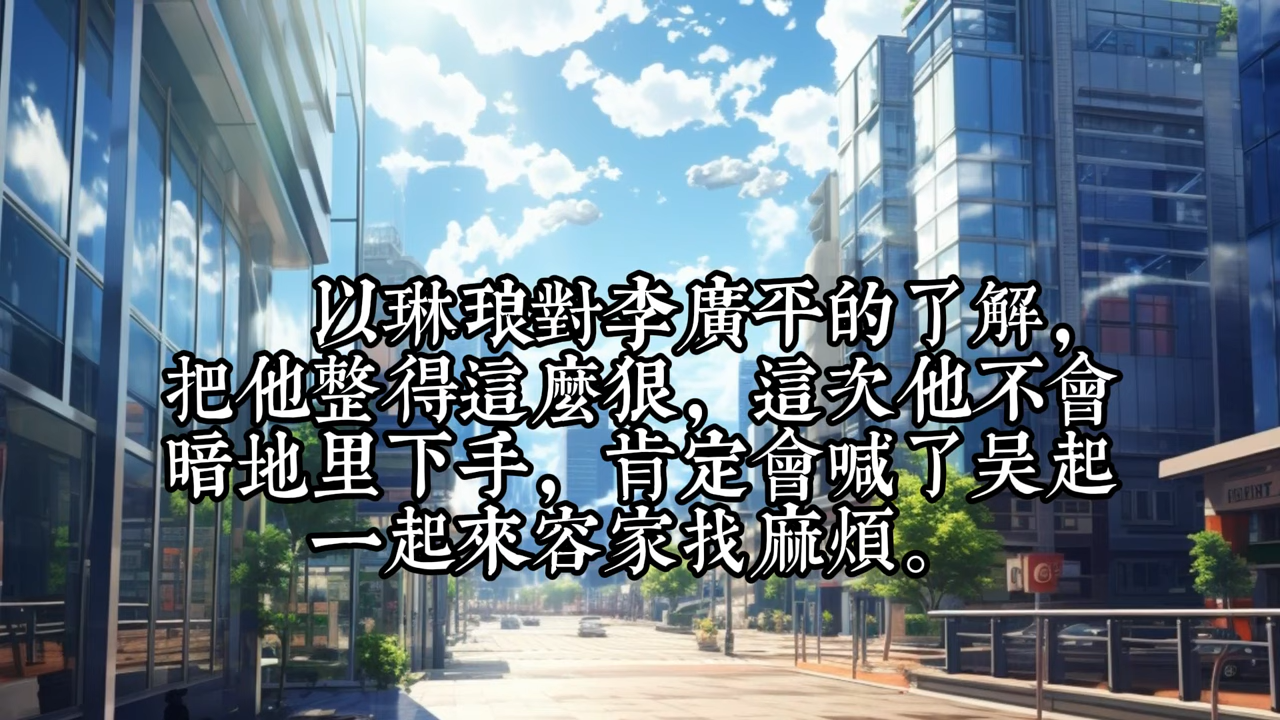 以琳琅對李廣平的了解，
把他整得這麼狠，這次他不會
暗地里下手，肯定會喊了吴起
一起來容家找麻煩。